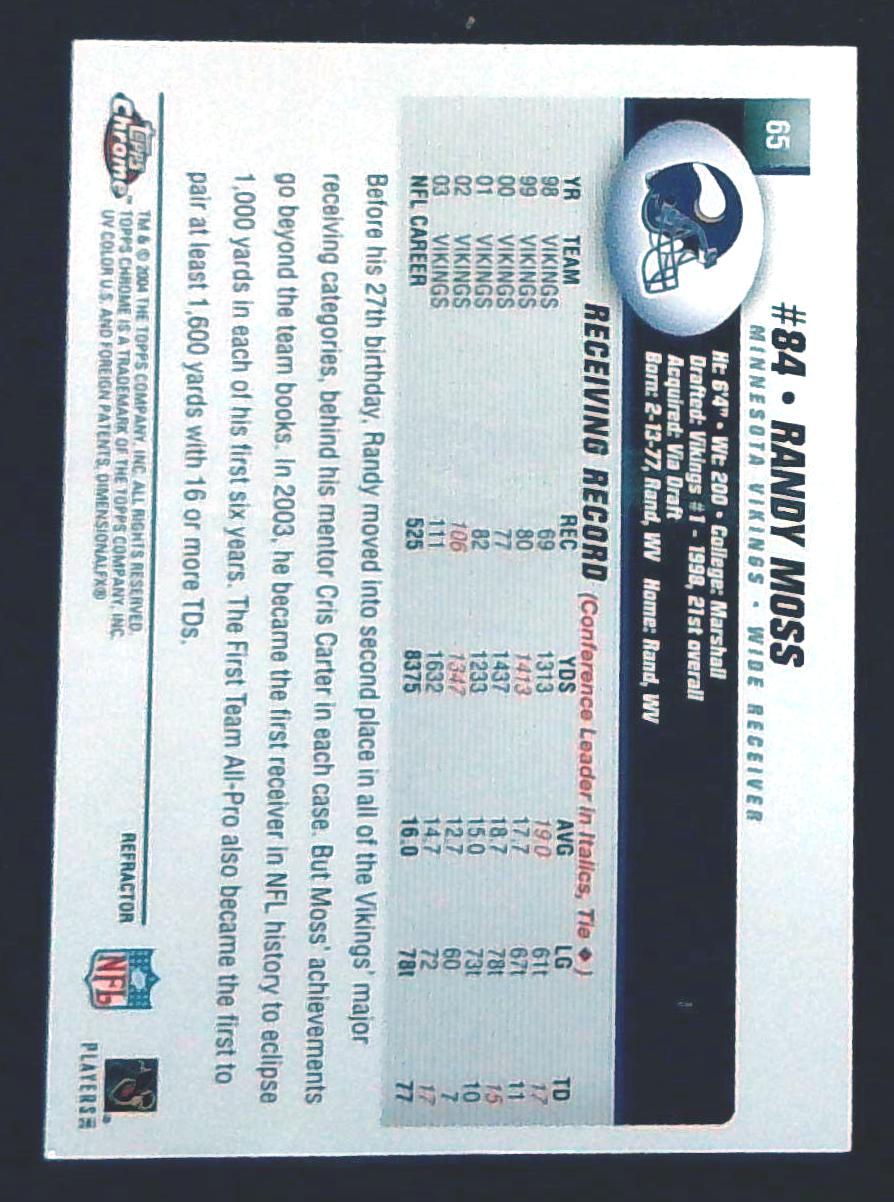 65
#84 • RANDY MOSS
MINNESOTA VIKINGS • WIDE RECEIVER
Ht: 6'4" • Wt: 200 • College: Marshall
Drafted: Vikings #1 - 1998, 21st overall
Acquired: Via Draft
Born: 2-13-77, Rand, WV Home: Rand, WV
RECEIVING RECORD (Conference Leader in Italics, Tie ◆)
YR TEAM REC YDS AVG LG TD
98 VIKINGS 69 1313 19.0 61t 17
99 VIKINGS 80 1413 17.7 67t 11
00 VIKINGS 77 1437 18.7 78t 15
01 VIKINGS 82 1233 15.0 73t 10
02 VIKINGS 106 1347 12.7 60 7
03 VIKINGS 111 1632 14.7 72 17
NFL CAREER 525 8375 16.0 78t 77
Before his 27th birthday, Randy moved into second place in all of the Vikings' major
receiving categories, behind his mentor Cris Carter in each case. But Moss' achievements
go beyond the team books. In 2003, he became the first receiver in NFL history to eclipse
1,000 yards in each of his first six years. The First Team All-Pro also became the first to
pair at least 1,600 yards with 16 or more TDs.
topps Chrome™
TM & © 2004 THE TOPPS COMPANY, INC. ALL RIGHTS RESERVED.
TOPPS CHROME IS A TRADEMARK OF THE TOPPS COMPANY, INC.
UV COLOR U.S. AND FOREIGN PATENTS, DIMENSIONALFX®
REFRACTOR
NFL
PLAYERS INC